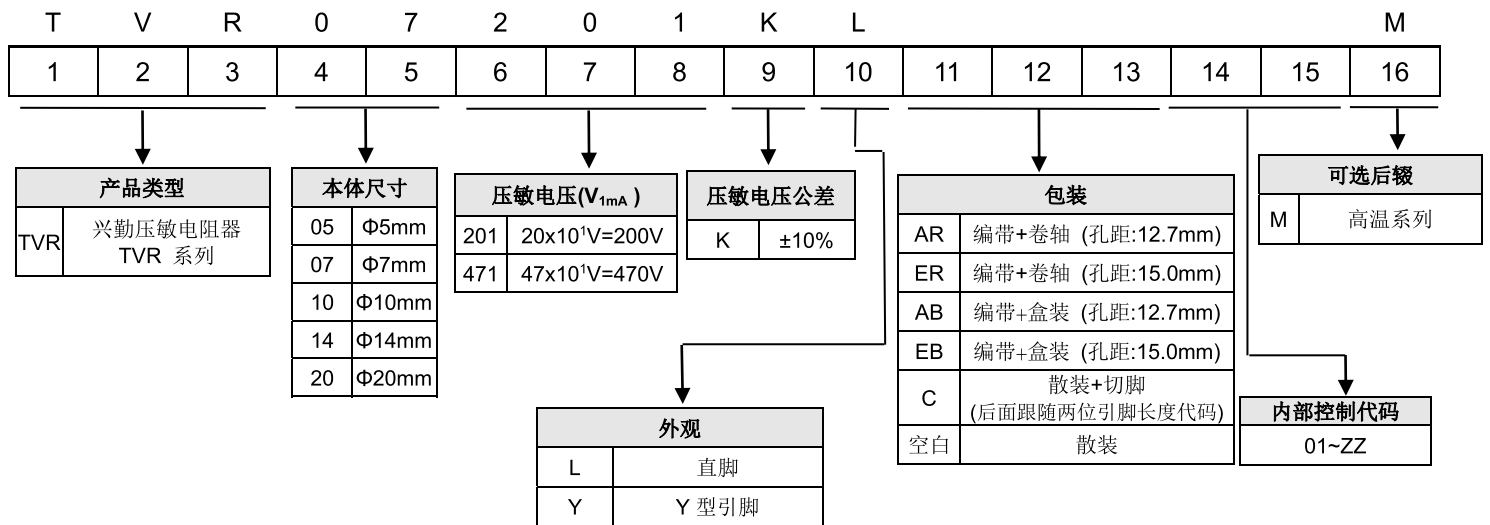 T V R 0 7 2 0 1 K L M
1 2 3 4 5 6 7 8 9 10 11 12 13 14 15 16
产品类型
TVR 兴勤压敏电阻器
TVR 系列
本体尺寸
05 Φ5mm
07 Φ7mm
10 Φ10mm
14 Φ14mm
20 Φ20mm
压敏电压(V1mA )
201 20x10¹V=200V
471 47x10¹V=470V
压敏电压公差
K ±10%
外观
L 直脚
Y Y 型引脚
包装
AR 编带+卷轴 (孔距:12.7mm)
ER 编带+卷轴 (孔距:15.0mm)
AB 编带+盒装 (孔距:12.7mm)
EB 编带+盒装 (孔距:15.0mm)
C 散装+切脚
(后面跟随两位引脚长度代码)
空白 散装
内部控制代码
01~ZZ
可选后辍
M 高温系列